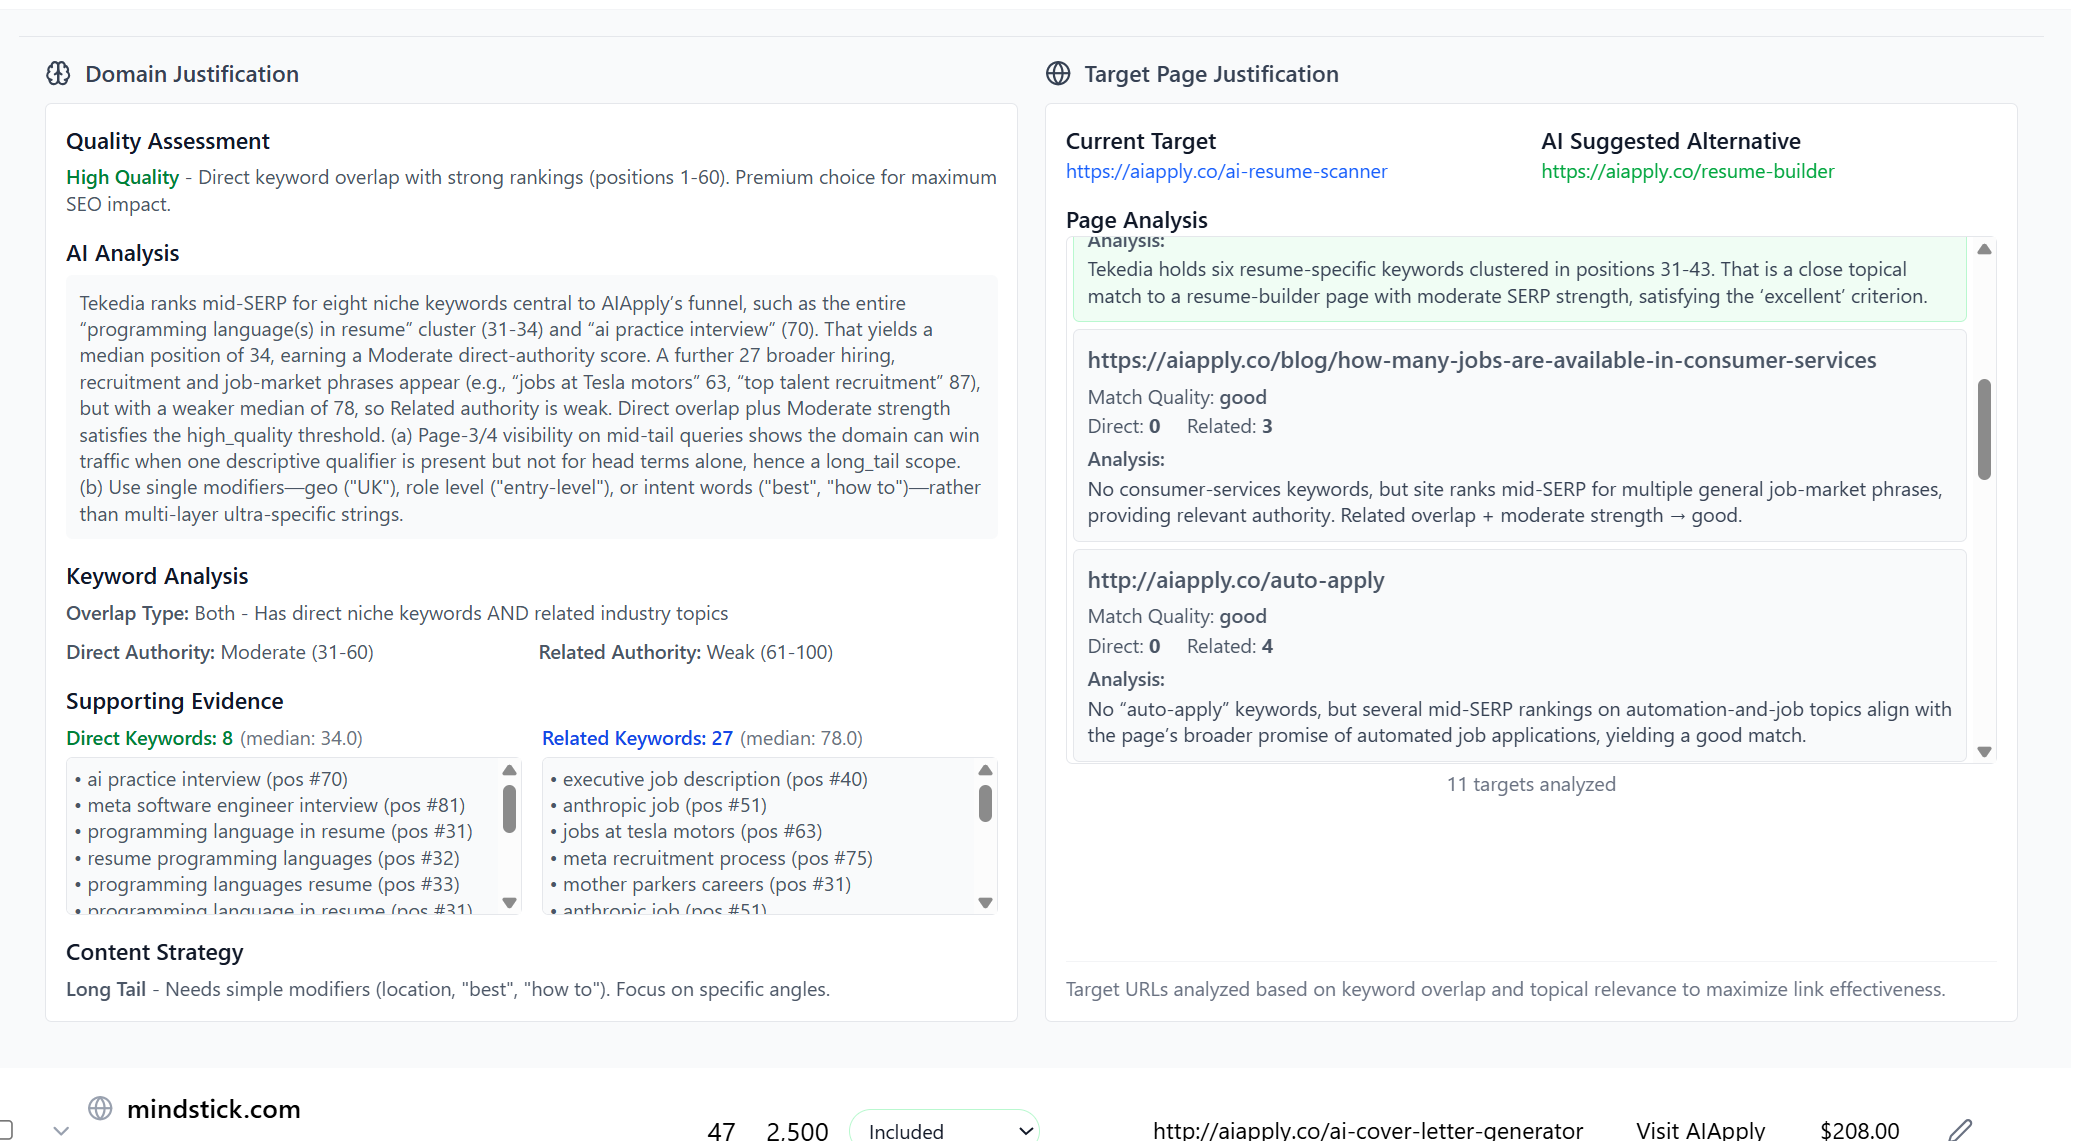 Domain Justification
Quality Assessment
High Quality - Direct keyword overlap with strong rankings (positions 1-60). Premium choice for maximum
SEO impact.
AI Analysis
Tekedia ranks mid-SERP for eight niche keywords central to AIApply’s funnel, such as the entire
“programming language(s) in resume” cluster (31-34) and “ai practice interview” (70). That yields a
median position of 34, earning a Moderate direct-authority score. A further 27 broader hiring,
recruitment and job-market phrases appear (e.g., “jobs at Tesla motors” 63, “top talent recruitment” 87),
but with a weaker median of 78, so Related authority is weak. Direct overlap plus Moderate strength
satisfies the high_quality threshold. (a) Page-3/4 visibility on mid-tail queries shows the domain can win
traffic when one descriptive qualifier is present but not for head terms alone, hence a long_tail scope.
(b) Use single modifiers—geo ("UK"), role level ("entry-level"), or intent words ("best", "how to")—rather
than multi-layer ultra-specific strings.
Keyword Analysis
Overlap Type: Both - Has direct niche keywords AND related industry topics
Direct Authority: Moderate (31-60)
Related Authority: Weak (61-100)
Supporting Evidence
Direct Keywords: 8 (median: 34.0)
• ai practice interview (pos #70)
• meta software engineer interview (pos #81)
• programming language in resume (pos #31)
• resume programming languages (pos #32)
• programming languages resume (pos #33)
• programming language in resume (pos #31)
Related Keywords: 27 (median: 78.0)
• executive job description (pos #40)
• anthropic job (pos #51)
• jobs at tesla motors (pos #63)
• meta recruitment process (pos #75)
• mother parkers careers (pos #31)
• anthropic job (pos #51)
Content Strategy
Long Tail - Needs simple modifiers (location, "best", "how to"). Focus on specific angles.
Target Page Justification
Current Target
https://aiapply.co/ai-resume-scanner
AI Suggested Alternative
https://aiapply.co/resume-builder
Page Analysis
Analysis:
Tekedia holds six resume-specific keywords clustered in positions 31-43. That is a close topical
match to a resume-builder page with moderate SERP strength, satisfying the ‘excellent’ criterion.
https://aiapply.co/blog/how-many-jobs-are-available-in-consumer-services
Match Quality: good
Direct: 0 Related: 3
Analysis:
No consumer-services keywords, but site ranks mid-SERP for multiple general job-market phrases,
providing relevant authority. Related overlap + moderate strength → good.
http://aiapply.co/auto-apply
Match Quality: good
Direct: 0 Related: 4
Analysis:
No “auto-apply” keywords, but several mid-SERP rankings on automation-and-job topics align with
the page’s broader promise of automated job applications, yielding a good match.
11 targets analyzed
Target URLs analyzed based on keyword overlap and topical relevance to maximize link effectiveness.
mindstick.com
47 2,500 Included http://aiapply.co/ai-cover-letter-generator Visit AIApply $208.00